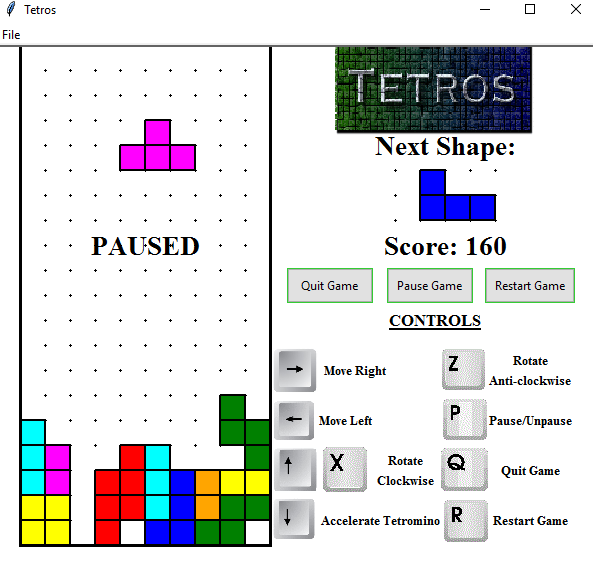 Tetros
File
TETROS
Next Shape:
PAUSED
Score: 160
Quit Game
Pause Game
Restart Game
CONTROLS
→ Move Right
Z Rotate
Anti-clockwise
← Move Left
P Pause/Unpause
↑ X Rotate
Clockwise
Q Quit Game
↓ Accelerate Tetromino
R Restart Game